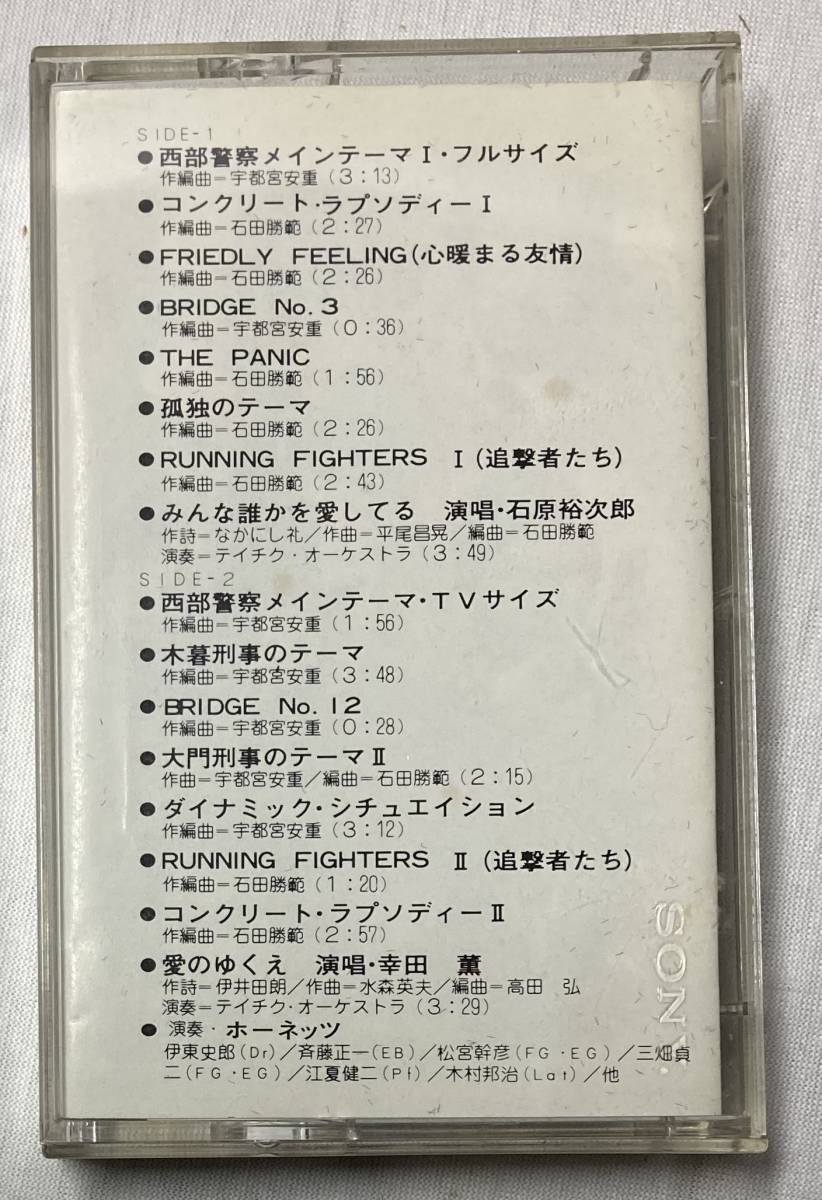 SIDE-1
●西部警察メインテーマⅠ・フルサイズ
作編曲=宇都宮安重(3:13)
●コンクリート・ラプソディーⅠ
作編曲=石田勝範(2:27)
●FRIEDLY FEELING(心暖まる友情)
作編曲=石田勝範(2:26)
●BRIDGE No.3
作編曲=宇都宮安重(0:36)
●THE PANIC
作編曲=石田勝範(1:56)
●孤独のテーマ
作編曲=石田勝範(2:26)
●RUNNING FIGHTERS Ⅰ(追撃者たち)
作編曲=石田勝範(2:43)
●みんな誰かを愛してる 演唱・石原裕次郎
作詩=なかにし礼/作曲=平尾昌晃/編曲=石田勝範
演奏=テイチク・オーケストラ(3:49)
SIDE-2
●西部警察メインテーマ・TVサイズ
作編曲=宇都宮安重(1:56)
●木暮刑事のテーマ
作編曲=宇都宮安重(3:48)
●BRIDGE No.12
作編曲=宇都宮安重(0:28)
●大門刑事のテーマⅡ
作曲=宇都宮安重/編曲=石田勝範(2:15)
●ダイナミック・シチュエイション
作編曲=宇都宮安重(3:12)
●RUNNING FIGHTERS Ⅱ(追撃者たち)
作編曲=石田勝範(1:20)
●コンクリート・ラプソディーⅡ
作編曲=石田勝範(2:57)
●愛のゆくえ 演唱・幸田 薫
作詩=伊井田朗/作曲=水森英夫/編曲=高田 弘
演奏=テイチク・オーケストラ(3:29)
●演奏・ホーネッツ
伊東史郎(Dr)/斉藤正一(EB)/松宮幹彦(FG・EG)/三畑貞
二(FG・EG)/江夏健二(Pf)/木村邦治(Lat)/他
SONY